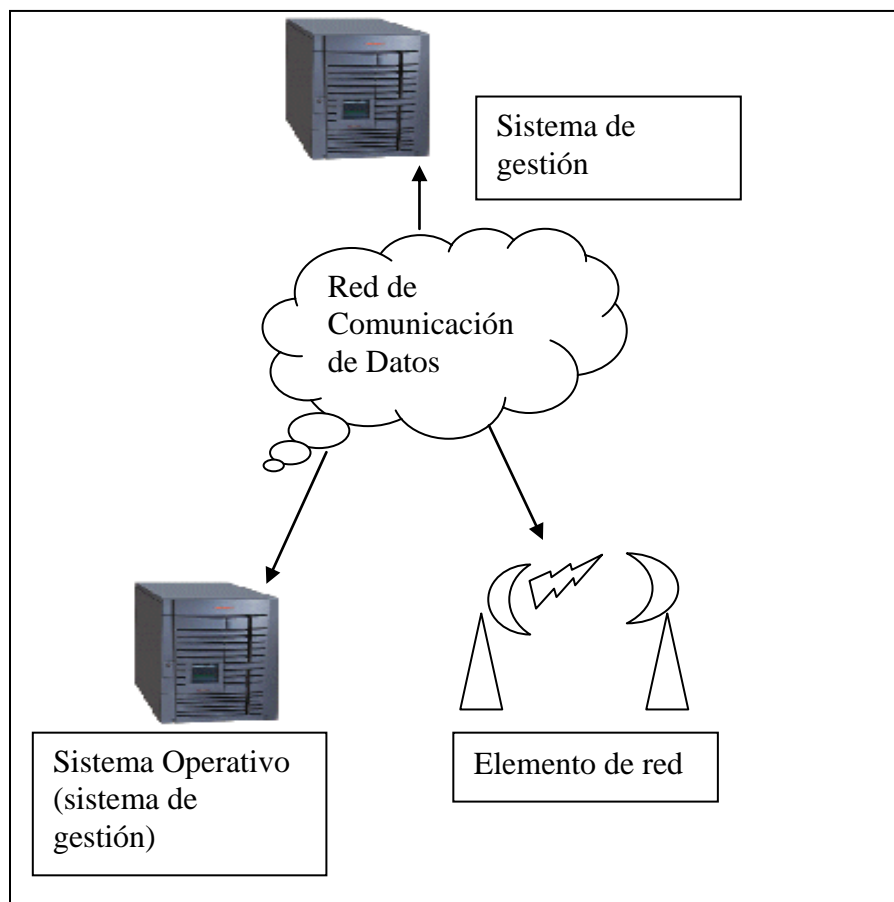 Sistema de
gestión
Red de
Comunicación
de Datos
Sistema Operativo
(sistema de
gestión)
Elemento de red